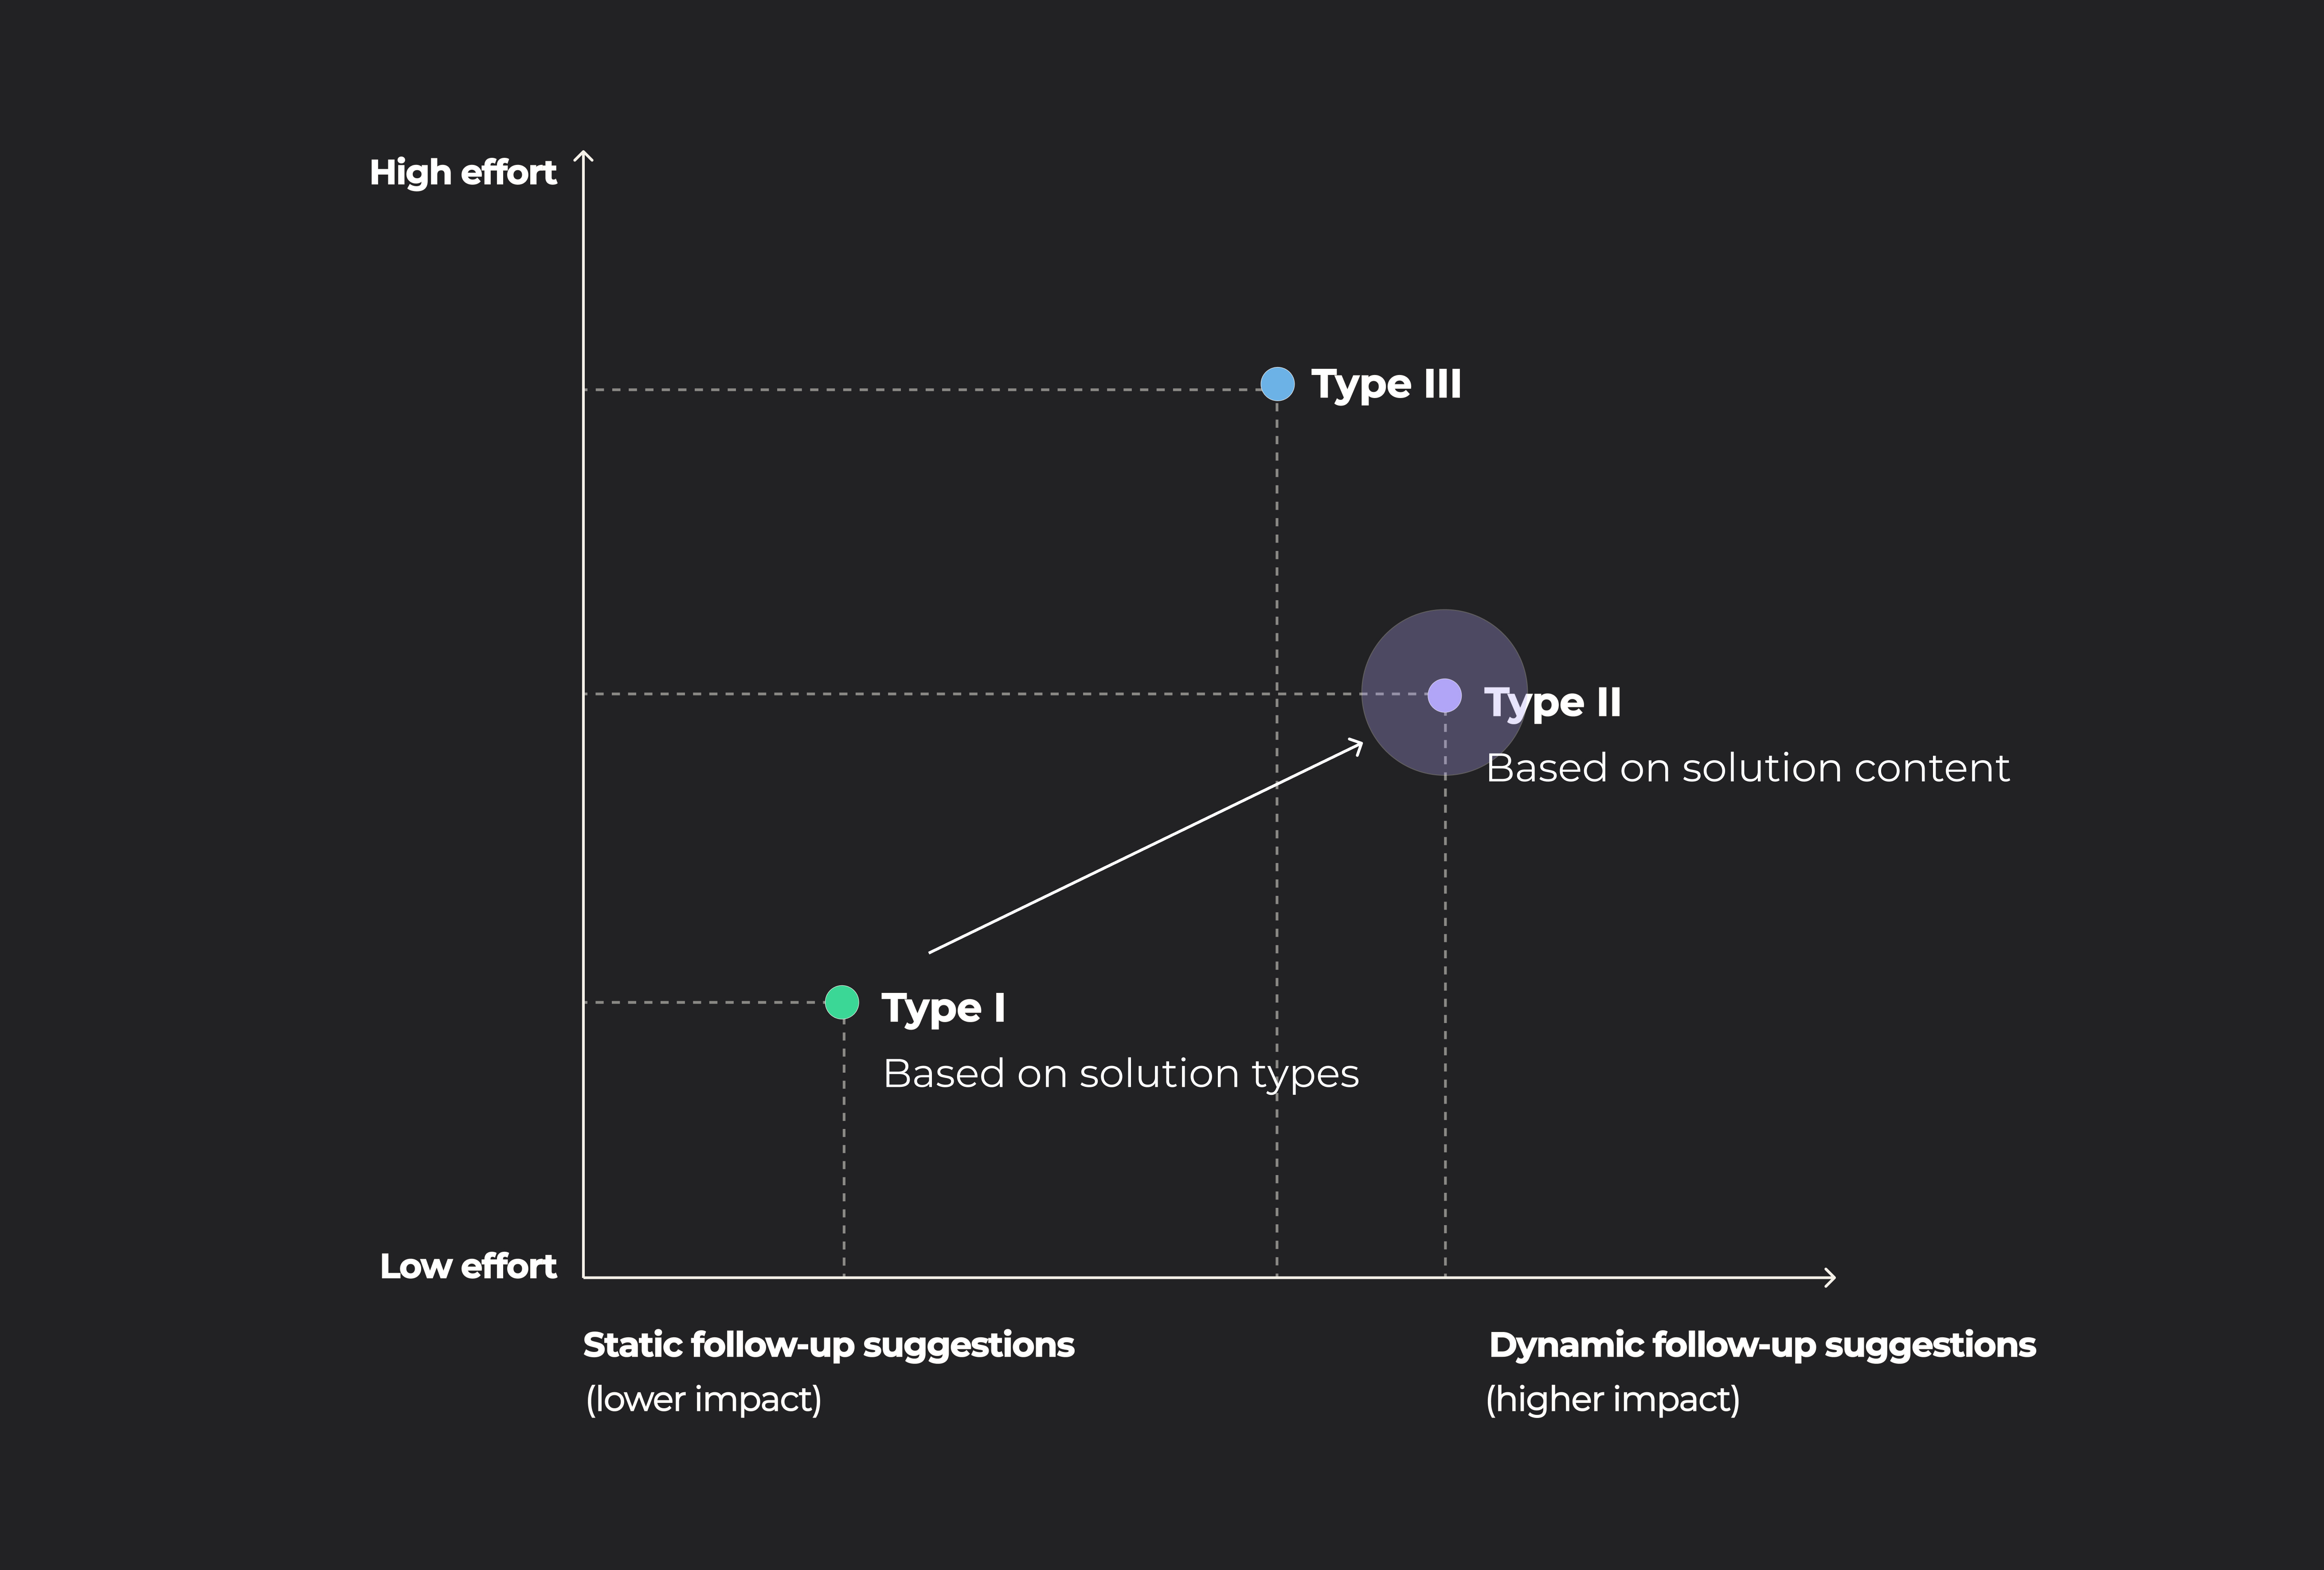 High effort
Type III
Type II
Based on solution content
Type I
Based on solution types
Low effort
Static follow-up suggestions
(lower impact)
Dynamic follow-up suggestions
(higher impact)